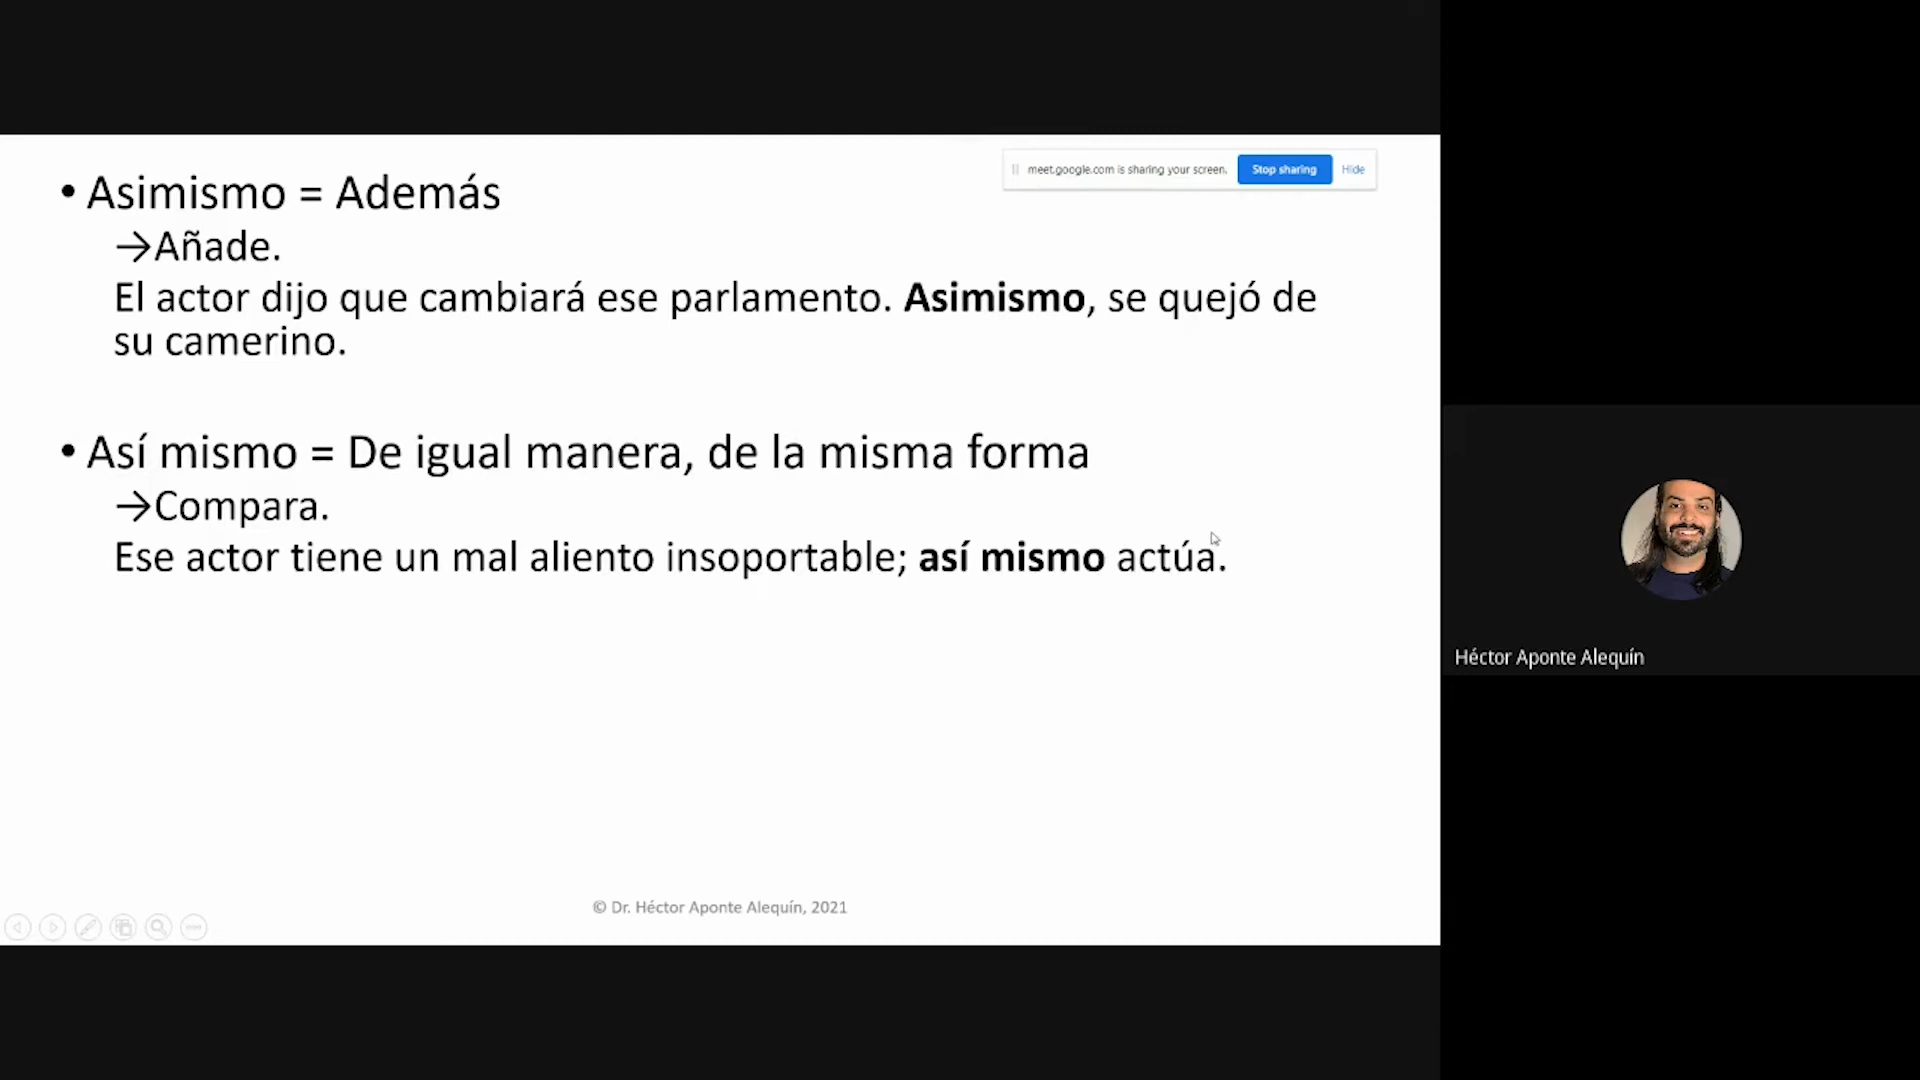 meet.google.com is sharing your screen. Stop sharing Hide
• Asimismo = Además
→Añade.
El actor dijo que cambiará ese parlamento. Asimismo, se quejó de
su camerino.
• Así mismo = De igual manera, de la misma forma
→Compara.
Ese actor tiene un mal aliento insoportable; así mismo actúa.
Héctor Aponte Alequín
© Dr. Héctor Aponte Alequín, 2021